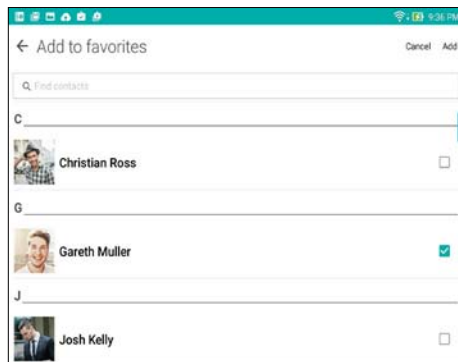 9:36 PM
Add to favorites
Cancel Add
Find contacts
C
Christian Ross
G
Gareth Muller
J
Josh Kelly